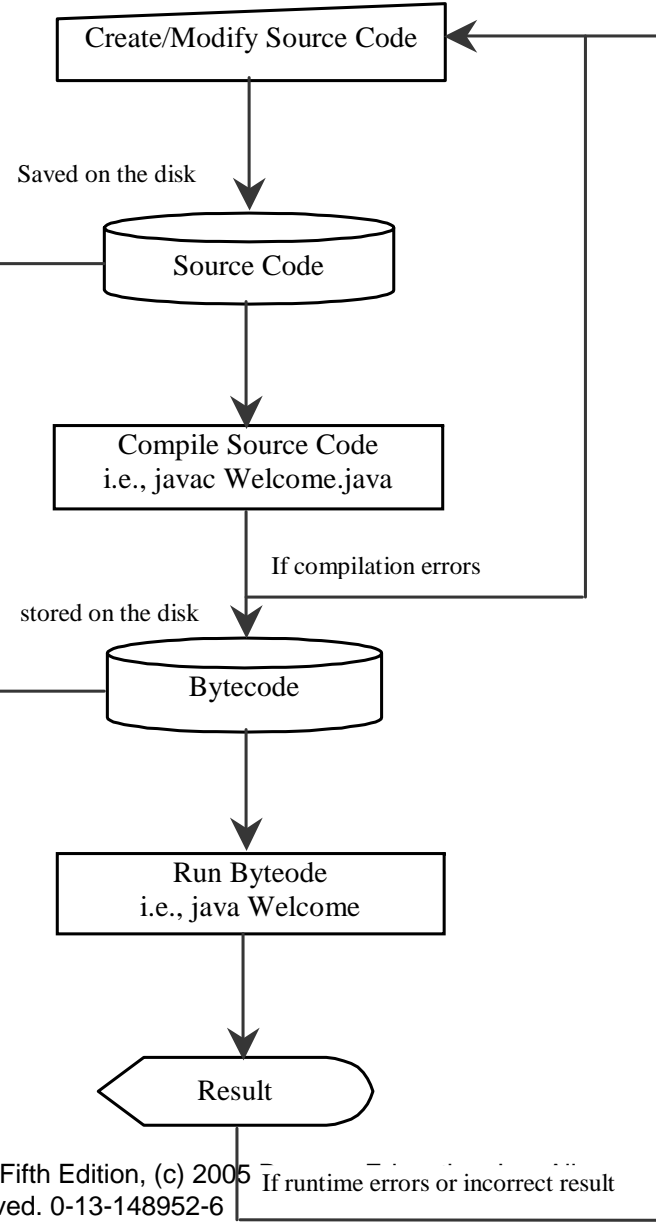 Create/Modify Source Code
Saved on the disk
Source Code
Compile Source Code
i.e., javac Welcome.java
If compilation errors
stored on the disk
Bytecode
Run Byteode
i.e., java Welcome
Result
Fifth Edition, (c) 2005
If runtime errors or incorrect result
ved. 0-13-148952-6